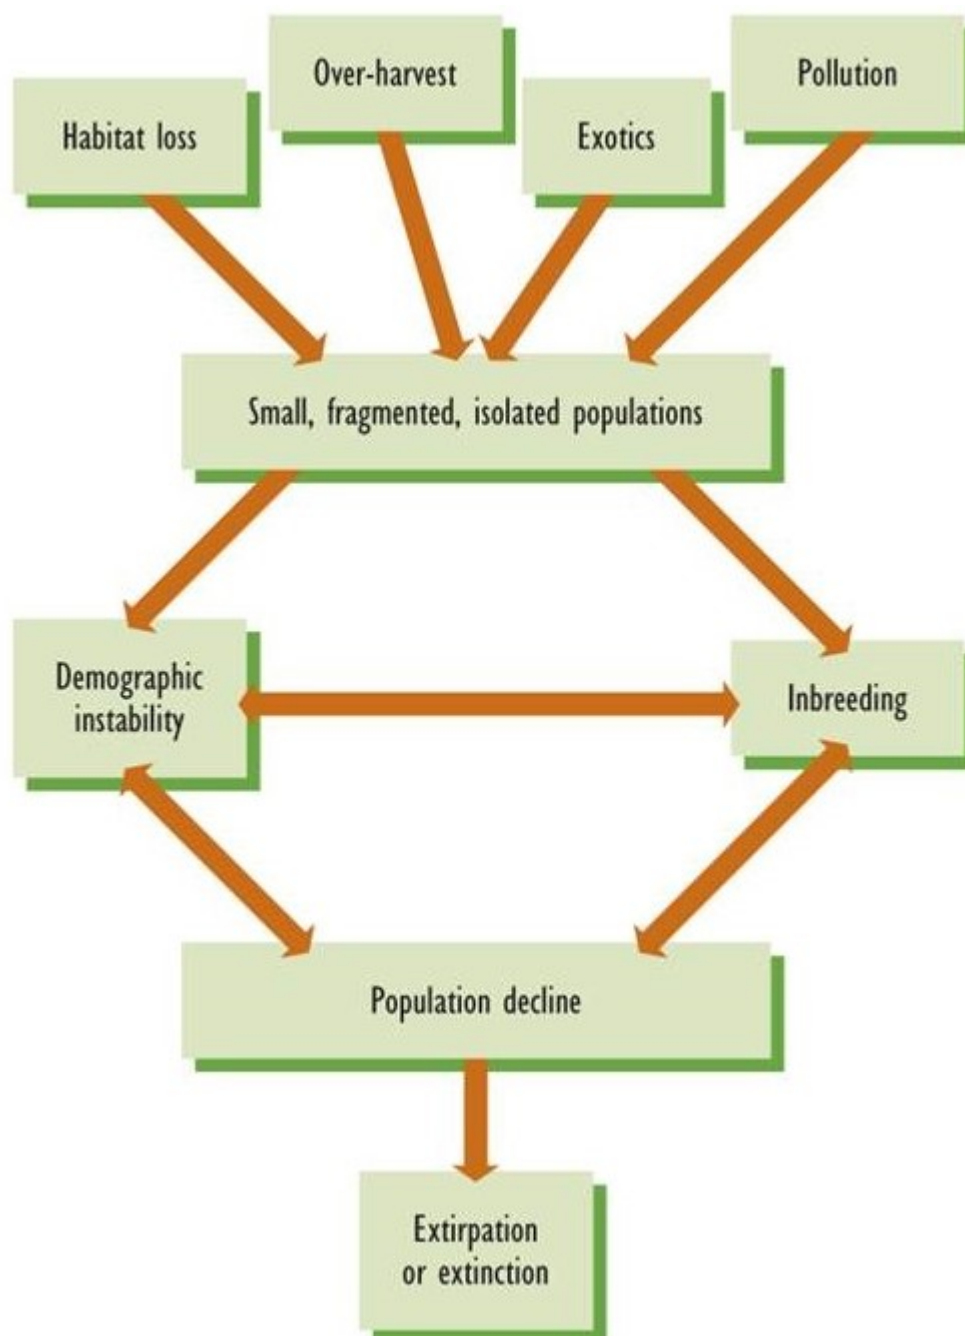 Habitat loss
Over-harvest
Exotics
Pollution
Small, fragmented, isolated populations
Demographic
instability
Inbreeding
Population decline
Extirpation
or extinction